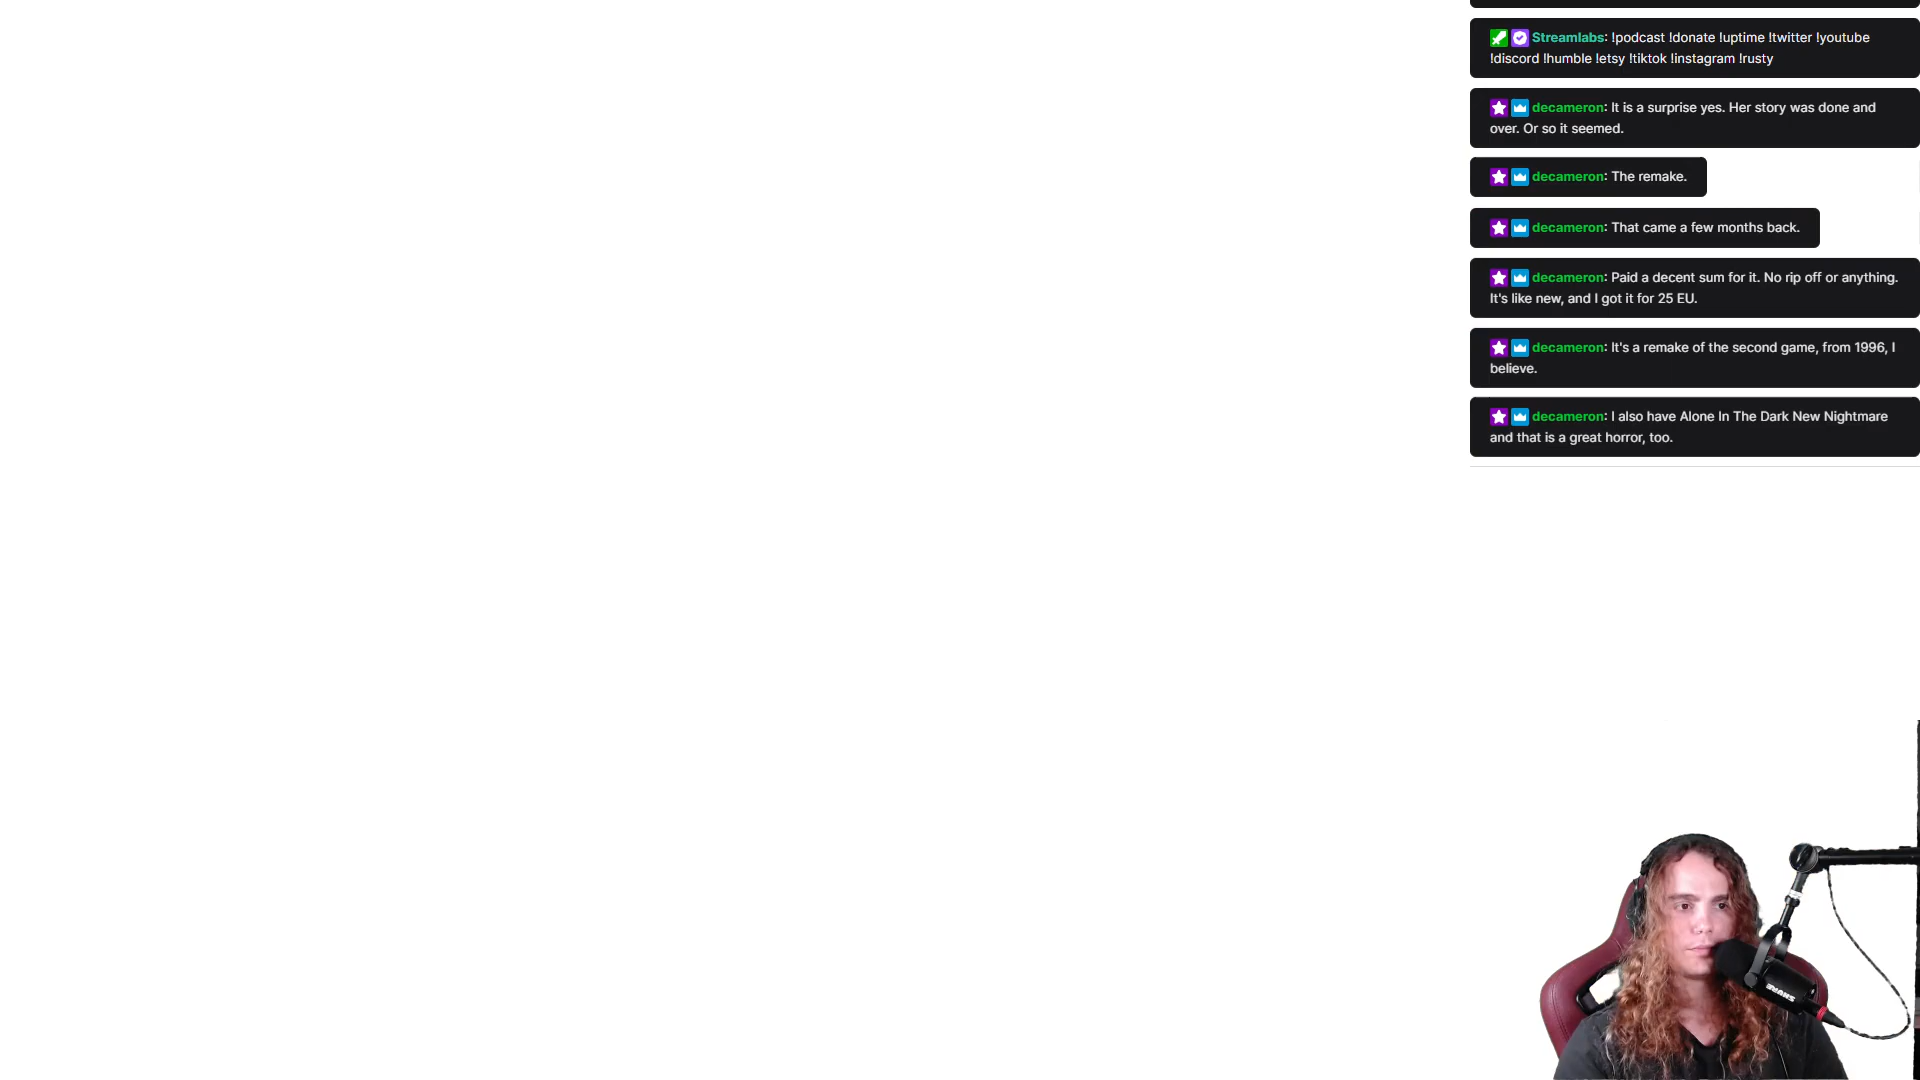 Streamlabs: !podcast !donate !uptime !twitter !youtube
!discord !humble !etsy !tiktok !instagram !rusty
decameron: It is a surprise yes. Her story was done and
over. Or so it seemed.
decameron: The remake.
decameron: That came a few months back.
decameron: Paid a decent sum for it. No rip off or anything.
It's like new, and I got it for 25 EU.
decameron: It's a remake of the second game, from 1996, I
believe.
decameron: I also have Alone In The Dark New Nightmare
and that is a great horror, too.
SHURE